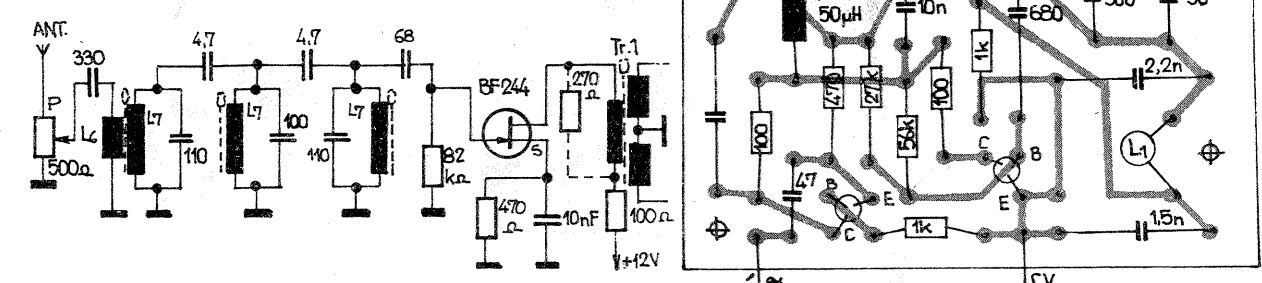 ANT.
330
P
500Ω
L6
L7
110
4,7
L7
100
4,7
L7
110
68
82
kΩ
BF244
S
470
Ω
10nF
270
Ω
Tr.1
100Ω
+12V
50µH
10n
680
1k
2,2n
470
27k
100
100
56k
C
B
L1
47
B
E
E
C
1k
1,5n